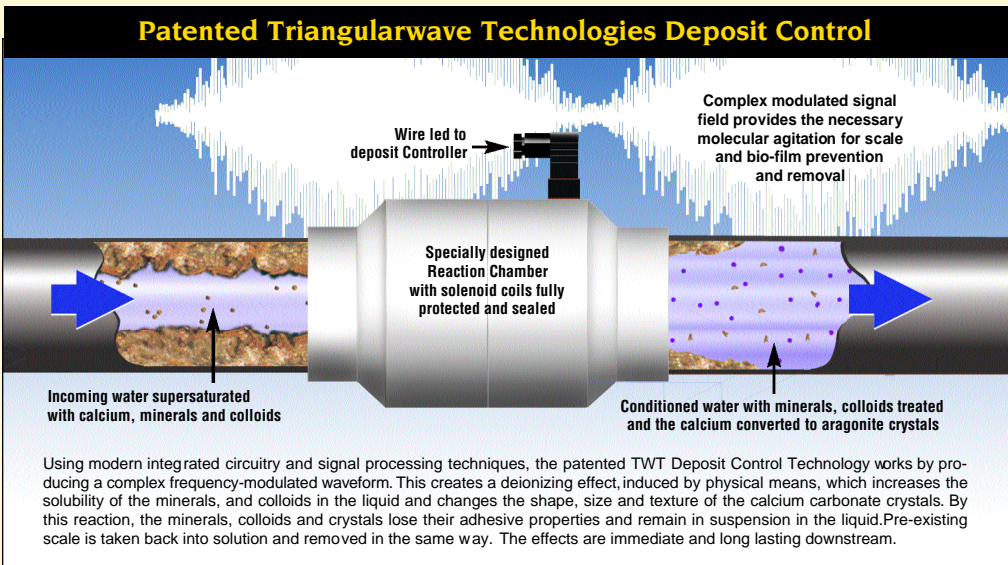 Patented Triangularwave Technologies Deposit Control
Complex modulated signal
field provides the necessary
molecular agitation for scale
and bio-film prevention
and removal
Wire led to
deposit Controller
Specially designed
Reaction Chamber
with solenoid coils fully
protected and sealed
Incoming water supersaturated
with calcium, minerals and colloids
Conditioned water with minerals, colloids treated
and the calcium converted to aragonite crystals
Using modern integrated circuitry and signal processing techniques, the patented TWT Deposit Control Technology works by pro-
ducing a complex frequency-modulated waveform. This creates a deionizing effect, induced by physical means, which increases the
solubility of the minerals, and colloids in the liquid and changes the shape, size and texture of the calcium carbonate crystals. By
this reaction, the minerals, colloids and crystals lose their adhesive properties and remain in suspension in the liquid.Pre-existing
scale is taken back into solution and removed in the same way. The effects are immediate and long lasting downstream.